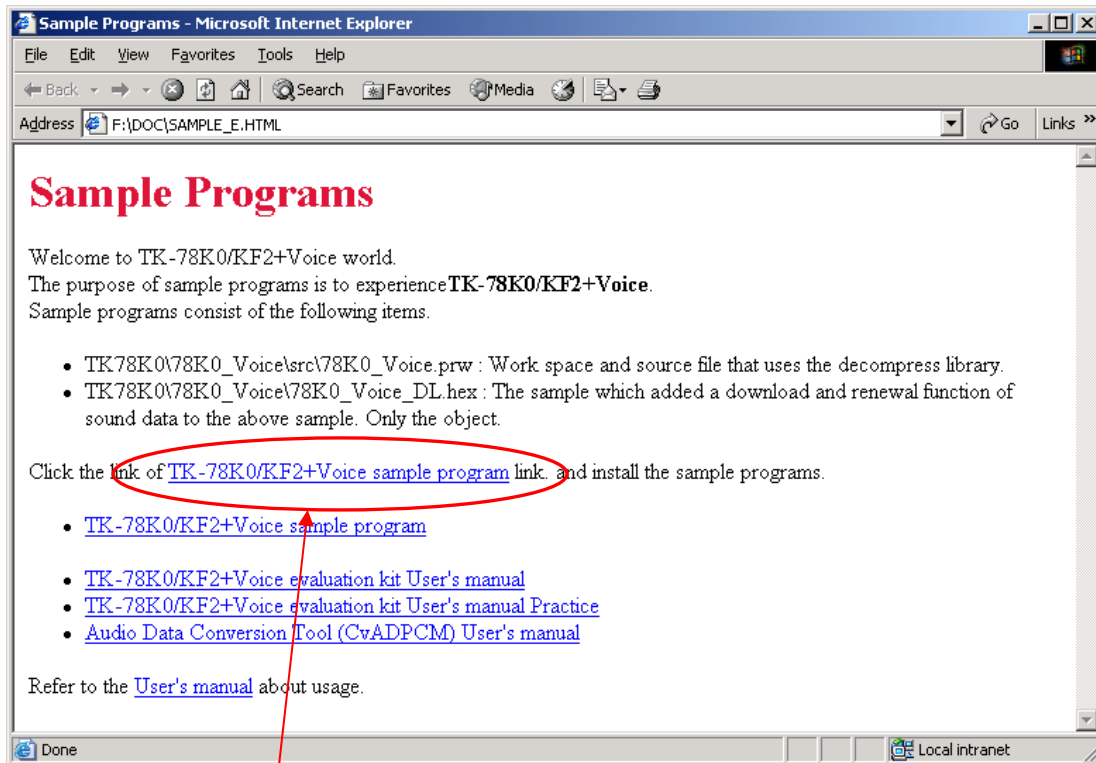 Sample Programs - Microsoft Internet Explorer
File Edit View Favorites Tools Help
Back Search Favorites Media
Address F:\DOC\SAMPLE_E.HTML Go Links »
Sample Programs
Welcome to TK-78K0/KF2+Voice world.
The purpose of sample programs is to experienceTK-78K0/KF2+Voice.
Sample programs consist of the following items.
• TK78K0\78K0_Voice\src\78K0_Voice.prw : Work space and source file that uses the decompress library.
• TK78K0\78K0_Voice\78K0_Voice_DL.hex : The sample which added a download and renewal function of
sound data to the above sample. Only the object.
Click the link of TK-78K0/KF2+Voice sample program link. and install the sample programs.
• TK-78K0/KF2+Voice sample program
• TK-78K0/KF2+Voice evaluation kit User's manual
• TK-78K0/KF2+Voice evaluation kit User's manual Practice
• Audio Data Conversion Tool (CvADPCM) User's manual
Refer to the User's manual about usage.
Done Local intranet